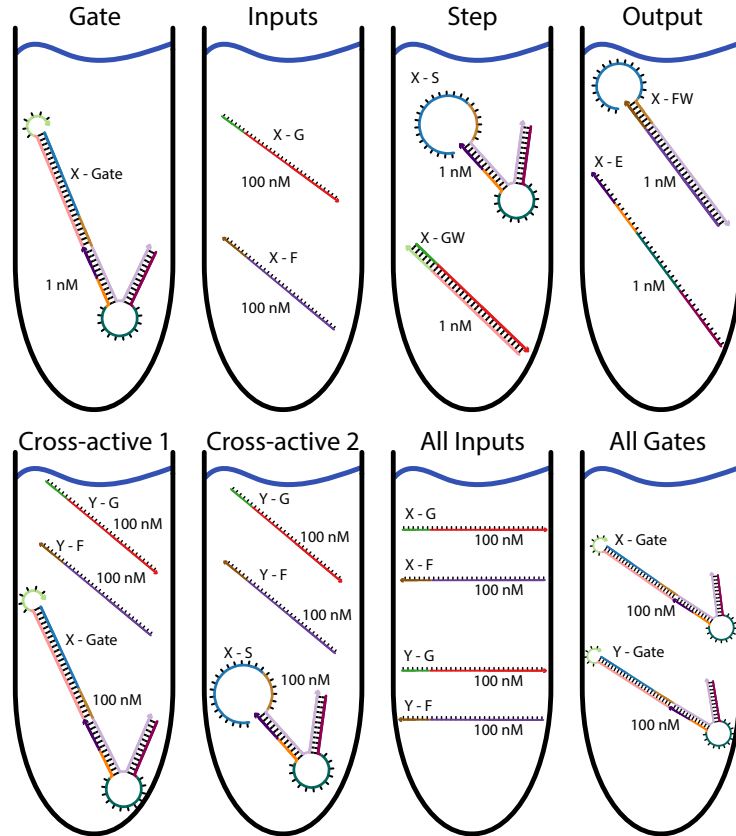 Gate
X - Gate
1 nM
Inputs
X - G
100 nM
X - F
100 nM
Step
X - S
1 nM
X - GW
1 nM
Output
X - FW
X - E
1 nM
1 nM
Cross-active 1
Y - G
100 nM
Y - F
100 nM
X - Gate
100 nM
Cross-active 2
Y - G
100 nM
Y - F
100 nM
X - S
100 nM
All Inputs
X - G
100 nM
X - F
100 nM
Y - G
100 nM
Y - F
100 nM
All Gates
X - Gate
100 nM
Y - Gate
100 nM